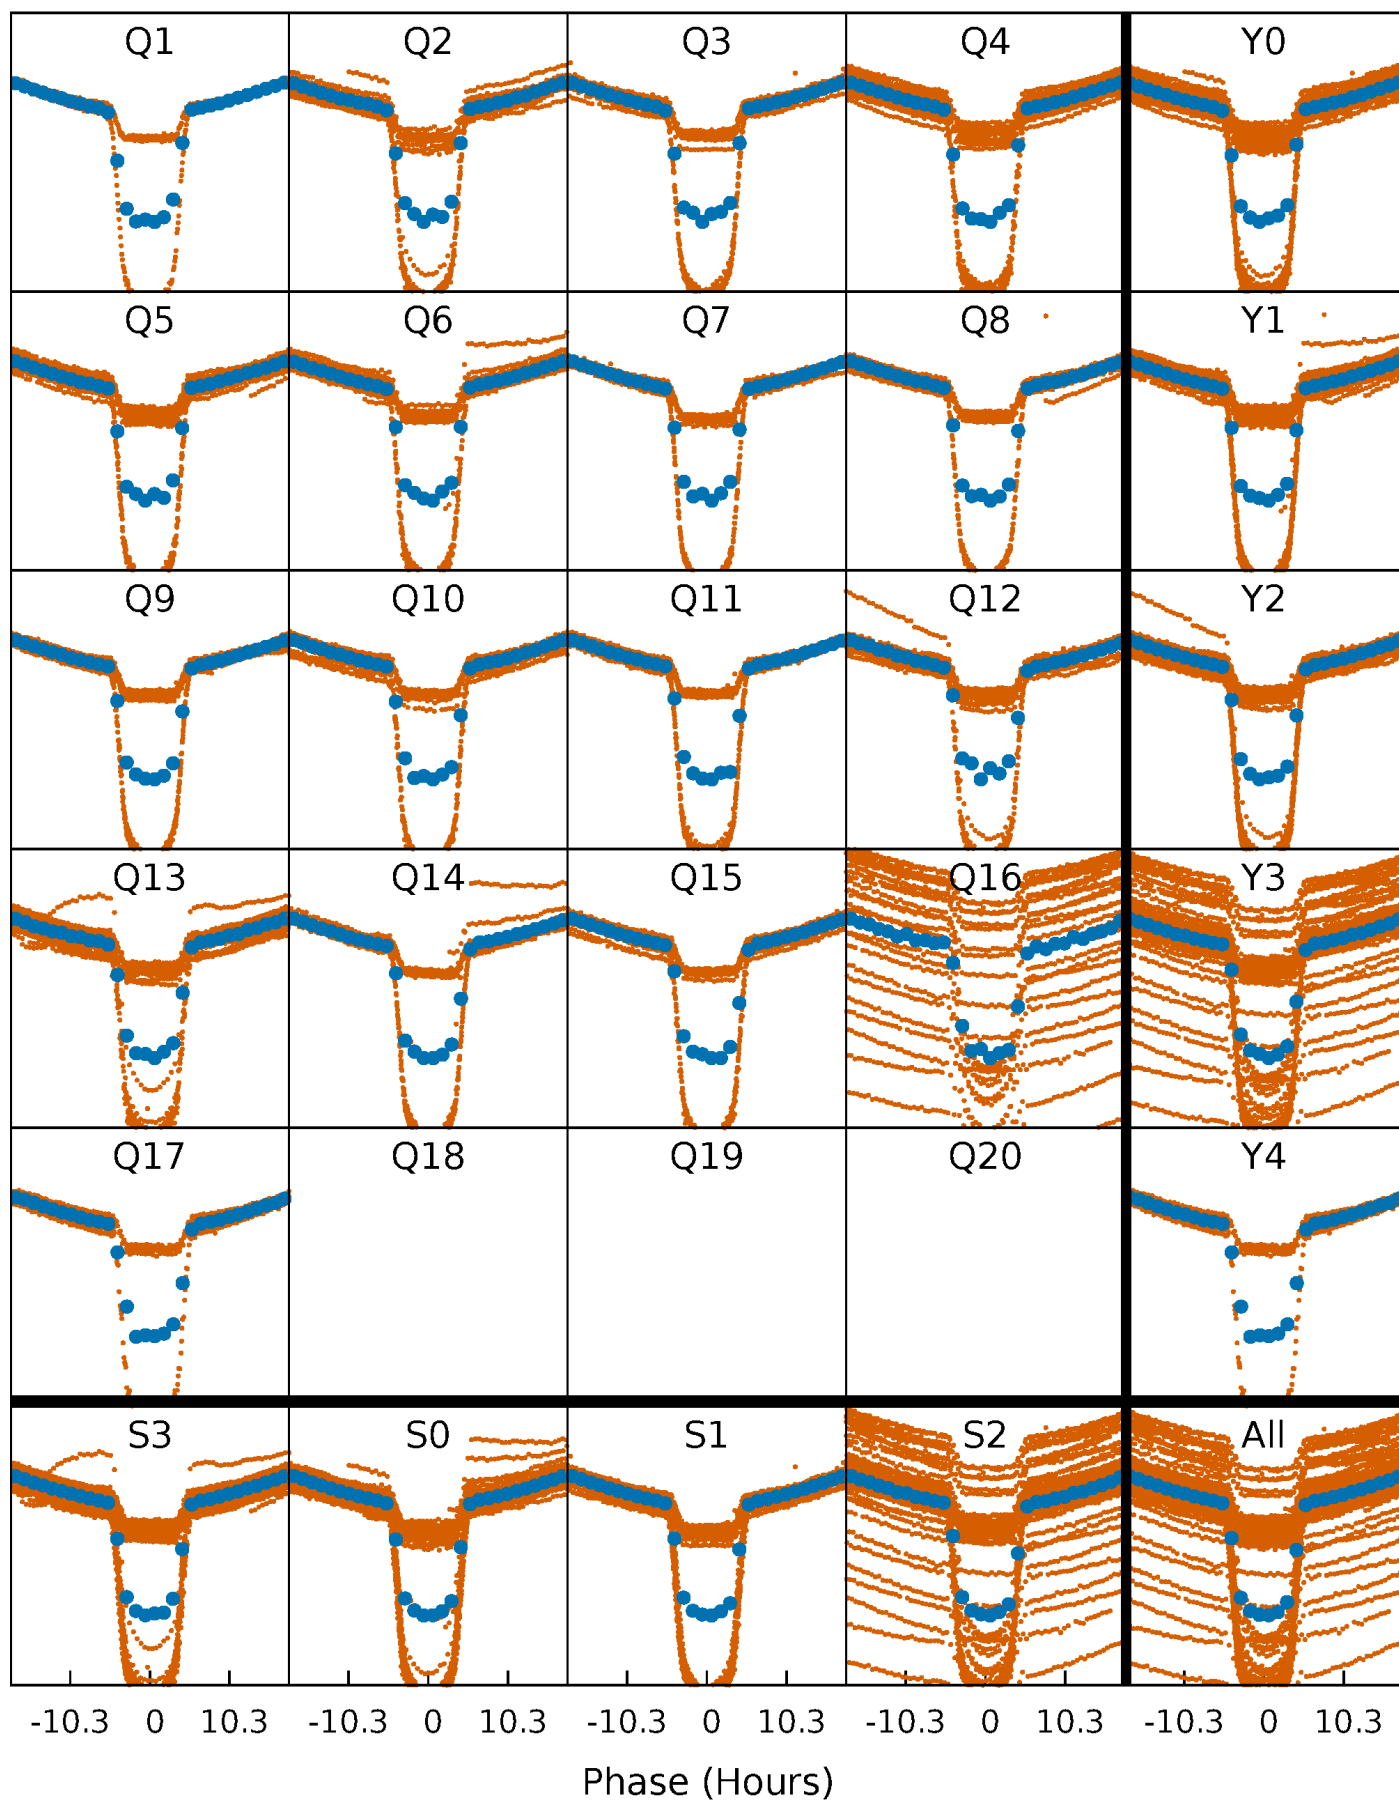 Q1 Q2 Q3 Q4 Y0
Q5 Q6 Q7 Q8 Y1
Q9 Q10 Q11 Q12 Y2
Q13 Q14 Q15 Q16 Y3
Q17 Q18 Q19 Q20 Y4
S3 S0 S1 S2 All
-10.3 0 10.3 -10.3 0 10.3 -10.3 0 10.3 -10.3 0 10.3 -10.3 0 10.3
Phase (Hours)